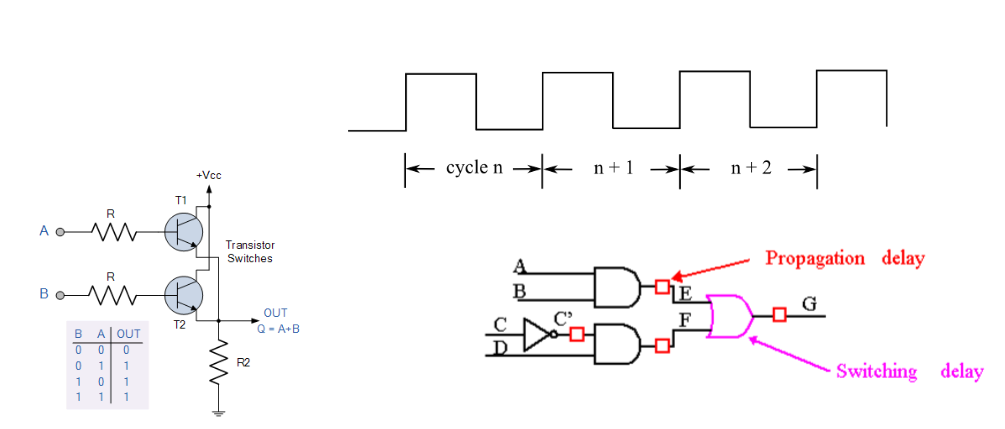 cycle n
n + 1
n + 2
+Vcc
T1
R
A
Transistor
Switches
R
B
T2
OUT
Q = A+B
R2
B A OUT
0 0 0
0 1 1
1 0 1
1 1 1
Propagation delay
A
B
E
C
C'
F
D
G
Switching delay